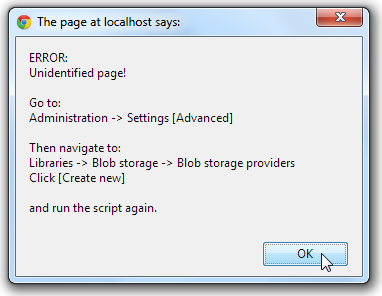 The page at localhost says:
ERROR:
Unidentified page!
Go to:
Administration -> Settings [Advanced]
Then navigate to:
Libraries -> Blob storage -> Blob storage providers
Click [Create new]
and run the script again.
OK